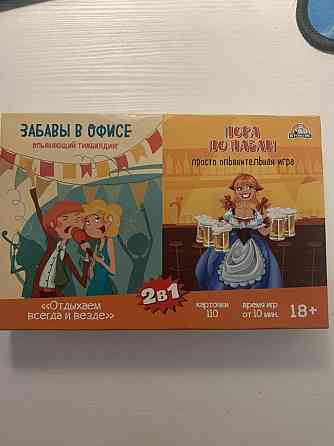 ЗАБАВЫ В ОФИСЕ
опьяняющий тимбилдинг
ПОРА
ПО ПАБАМ
просто опьянительная игра
2в1
«Отдыхаем
всегда и везде»
карточки
110
время игр
от 10 мин.
18+